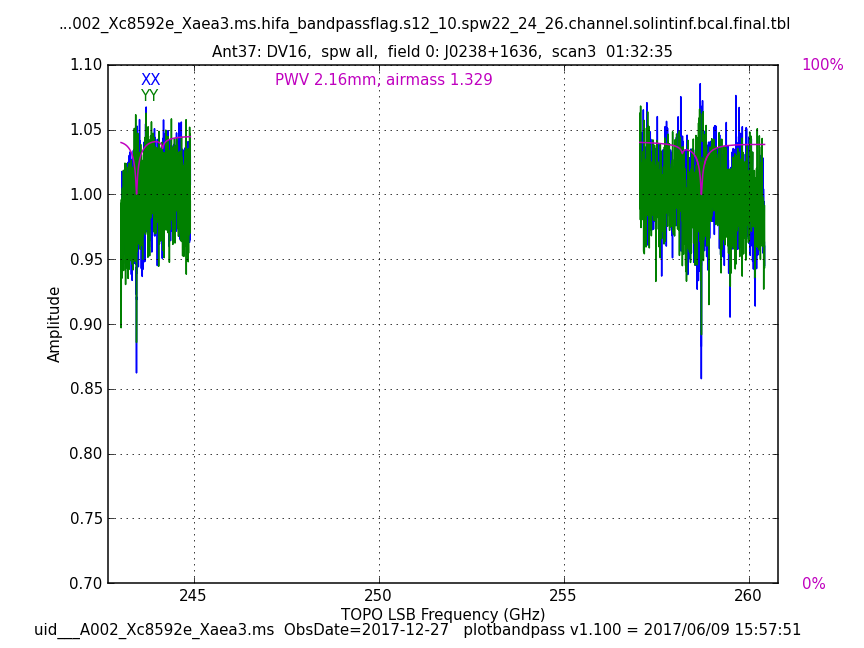 ...002_Xc8592e_Xaea3.ms.hifa_bandpassflag.s12_10.spw22_24_26.channel.solintinf.bcal.final.tbl
Ant37: DV16,  spw all,  field 0: J0238+1636,  scan3  01:32:35
XX
YY
PWV 2.16mm, airmass 1.329
100%
0%
1.10
1.05
1.00
0.95
0.90
0.85
0.80
0.75
0.70
Amplitude
245
250
255
260
TOPO LSB Frequency (GHz)
uid___A002_Xc8592e_Xaea3.ms  ObsDate=2017-12-27   plotbandpass v1.100 = 2017/06/09 15:57:51